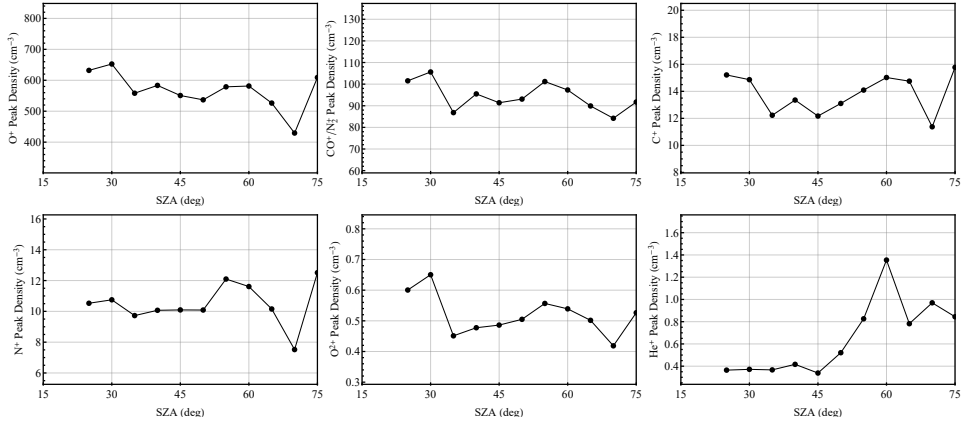 O⁺ Peak Density (cm⁻³)
800
700
600
500
400
15 30 45 60 75
SZA (deg)
CO⁺/N₂⁺ Peak Density (cm⁻³)
130
120
110
100
90
80
70
60
15 30 45 60 75
SZA (deg)
C⁺ Peak Density (cm⁻³)
20
18
16
14
12
10
8
15 30 45 60 75
SZA (deg)
N⁺ Peak Density (cm⁻³)
16
14
12
10
8
6
15 30 45 60 75
SZA (deg)
O²⁺ Peak Density (cm⁻³)
0.8
0.7
0.6
0.5
0.4
0.3
15 30 45 60 75
SZA (deg)
He⁺ Peak Density (cm⁻³)
1.6
1.4
1.2
1.0
0.8
0.6
0.4
15 30 45 60 75
SZA (deg)